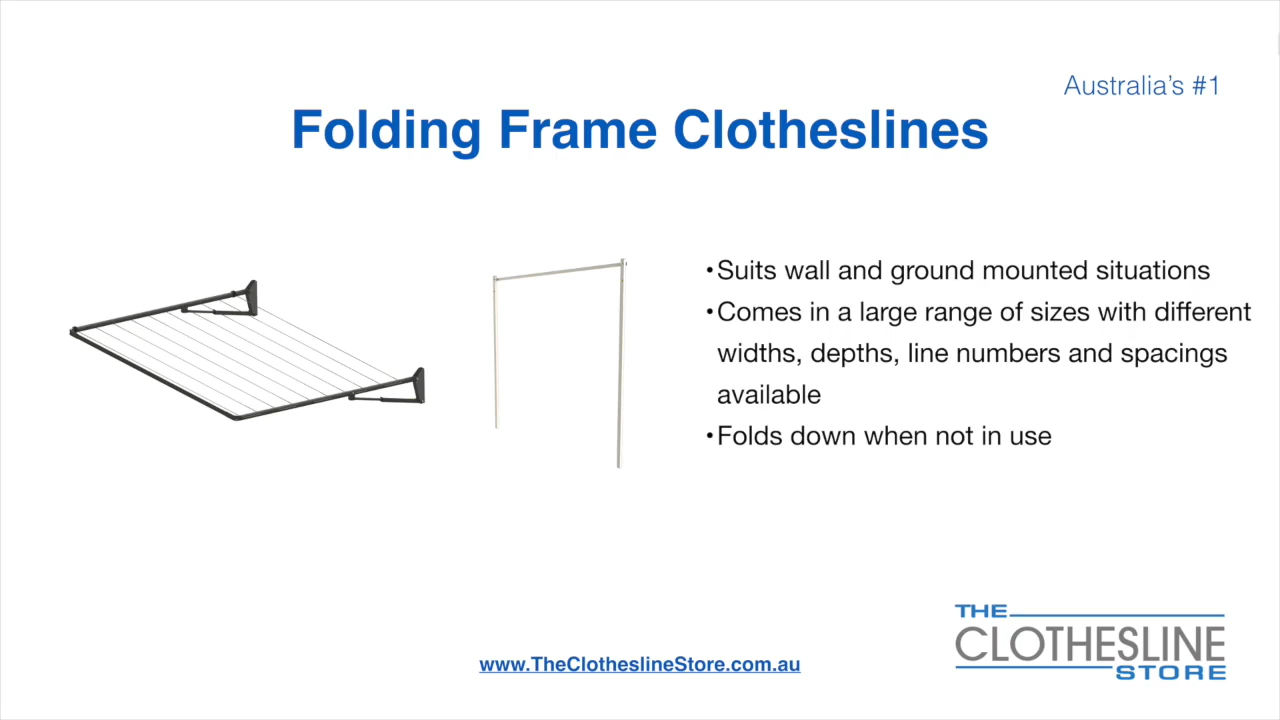 Australia's #1
Folding Frame Clotheslines
•Suits wall and ground mounted situations
•Comes in a large range of sizes with different
widths, depths, line numbers and spacings
available
•Folds down when not in use
www.TheClotheslineStore.com.au
THE
CLOTHESLINE
STORE